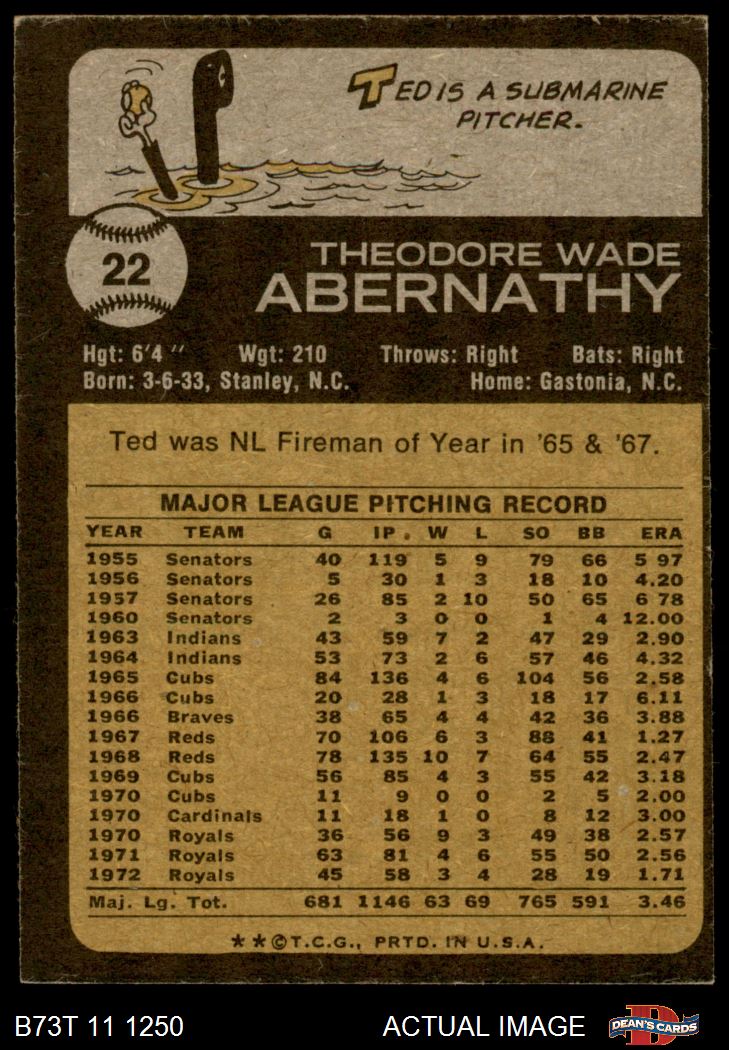 TED IS A SUBMARINE
PITCHER.
22
THEODORE WADE
ABERNATHY
Hgt: 6'4 " Wgt: 210 Throws: Right Bats: Right
Born: 3-6-33, Stanley, N.C. Home: Gastonia, N.C.
Ted was NL Fireman of Year in '65 & '67.
MAJOR LEAGUE PITCHING RECORD
YEAR TEAM G IP. W L SO BB ERA
1955 Senators 40 119 5 9 79 66 5 97
1956 Senators 5 30 1 3 18 10 4.20
1957 Senators 26 85 2 10 50 65 6 78
1960 Senators 2 3 0 0 1 4 12.00
1963 Indians 43 59 7 2 47 29 2.90
1964 Indians 53 73 2 6 57 46 4.32
1965 Cubs 84 136 4 6 104 56 2.58
1966 Cubs 20 28 1 3 18 17 6.11
1966 Braves 38 65 4 4 42 36 3.88
1967 Reds 70 106 6 3 88 41 1.27
1968 Reds 78 135 10 7 64 55 2.47
1969 Cubs 56 85 4 3 55 42 3.18
1970 Cubs 11 9 0 0 2 5 2.00
1970 Cardinals 11 18 1 0 8 12 3.00
1970 Royals 36 56 9 3 49 38 2.57
1971 Royals 63 81 4 6 55 50 2.56
1972 Royals 45 58 3 4 28 19 1.71
Maj. Lg. Tot. 681 1146 63 69 765 591 3.46
**©T.C.G., PRTD. IN U.S.A.
B73T 11 1250 ACTUAL IMAGE DEAN'S CARDS